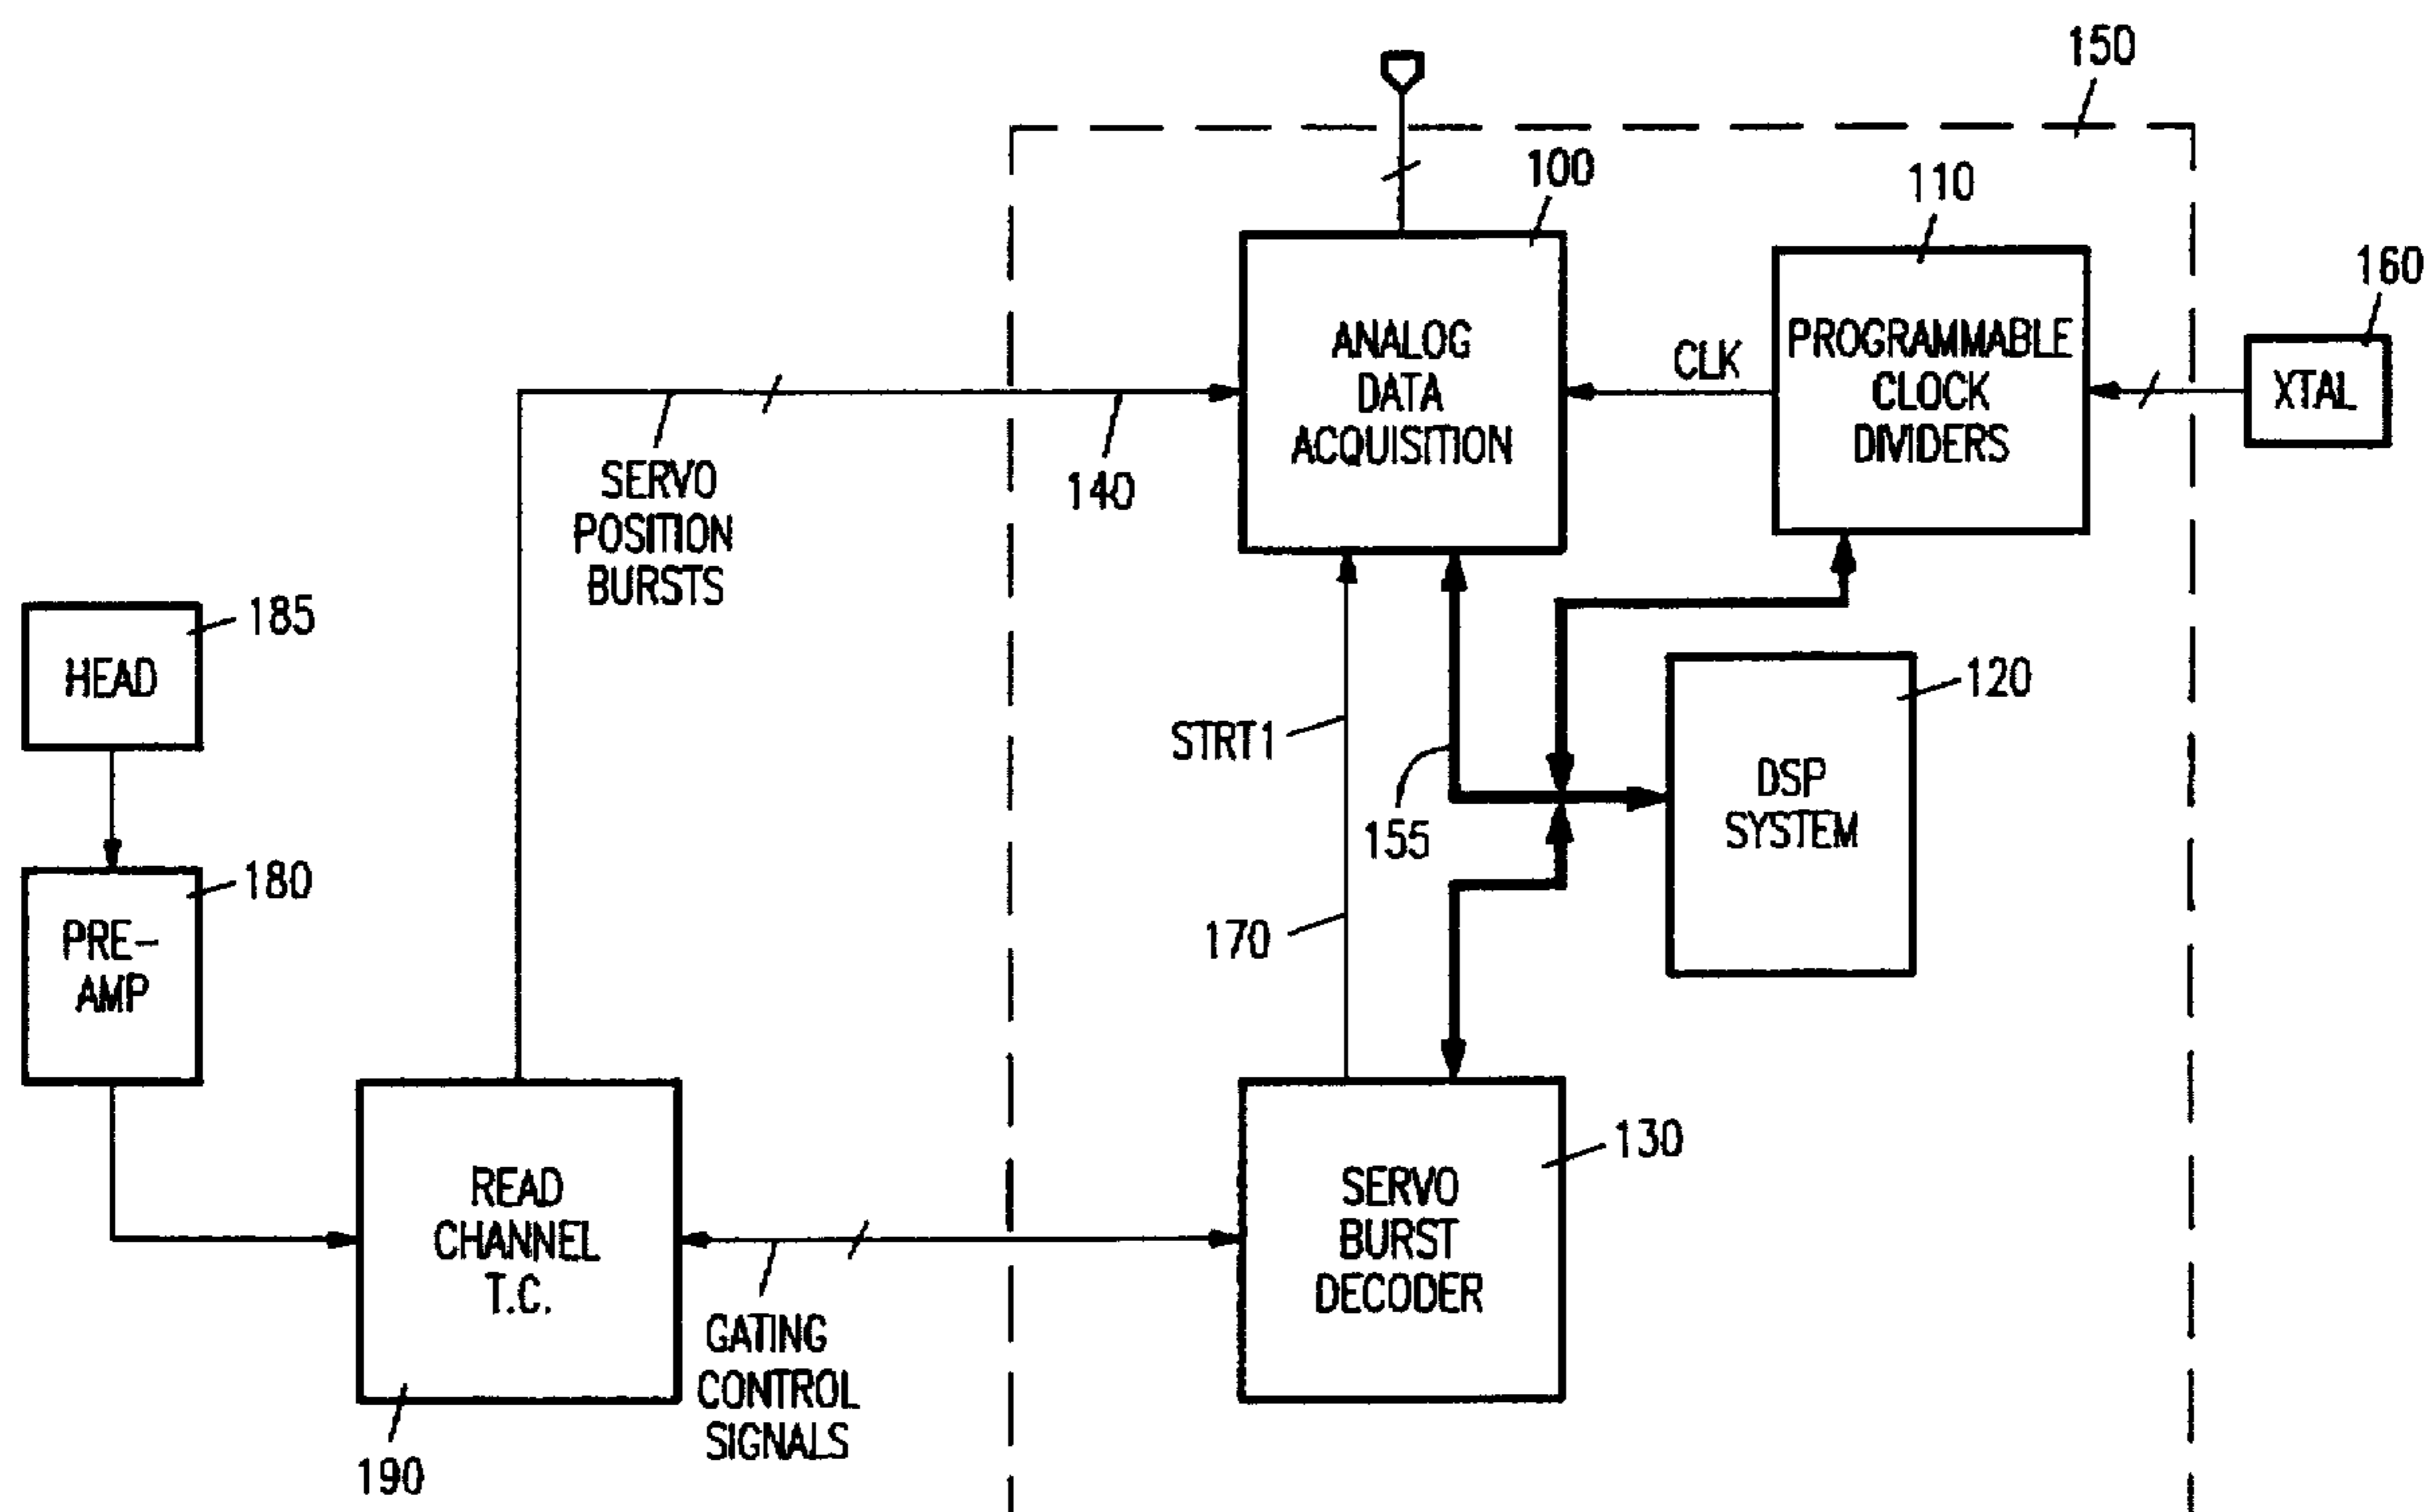 150
100
110
160
ANALOG
DATA
ACQUISITION
CLK
PROGRAMMABLE
CLOCK
DIVIDERS
XTAL
SERVO
POSITION
BURSTS
140
185
HEAD
STRT1
155
120
DSP
SYSTEM
180
PRE-
AMP
170
130
READ
CHANNEL
T.C.
SERVO
BURST
DECODER
GATING
CONTROL
SIGNALS
190